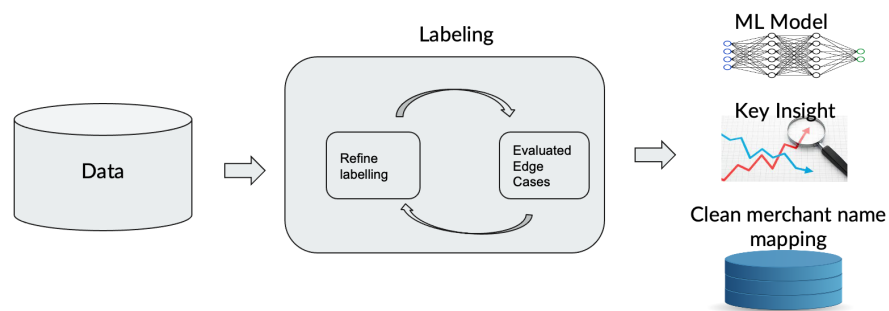 Labeling
Data
Refine
labelling
Evaluated
Edge
Cases
ML Model
Key Insight
Clean merchant name
mapping